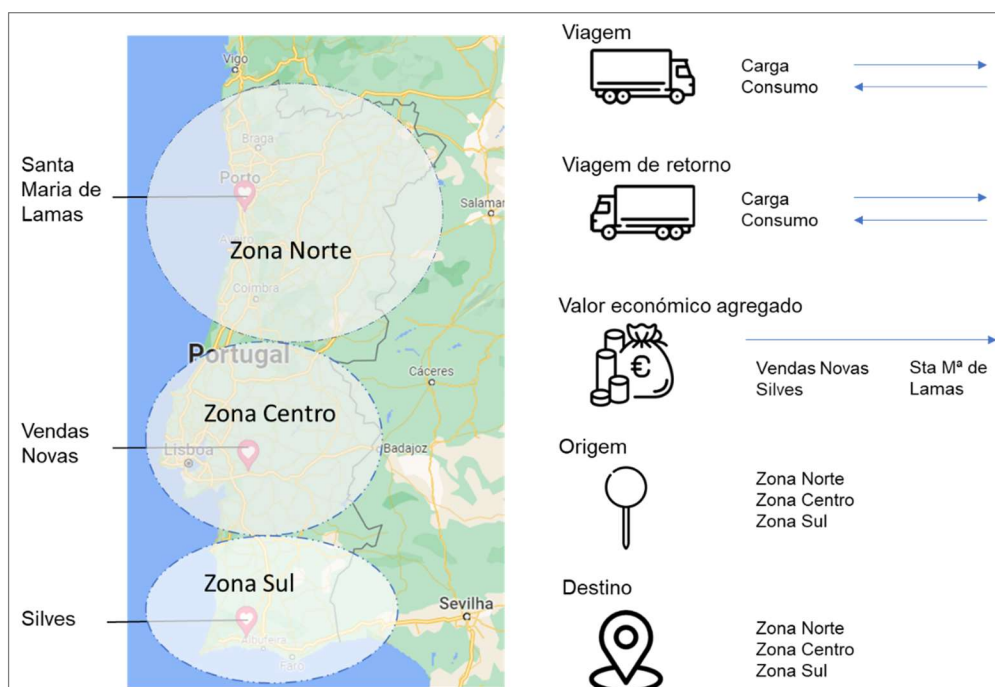 Santa
Maria de
Lamas
Vendas
Novas
Silves
Vigo
Braga
Porto
Zona Norte
Coimbra
Portugal
Zona Centro
Lisboa
Zona Sul
Albufeira
Faro
Salaman
Cáceres
Badajoz
Sevilha
Viagem
Carga
Consumo
Viagem de retorno
Carga
Consumo
Valor económico agregado
€
Vendas Novas
Silves
Sta Mª de
Lamas
Origem
Zona Norte
Zona Centro
Zona Sul
Destino
Zona Norte
Zona Centro
Zona Sul